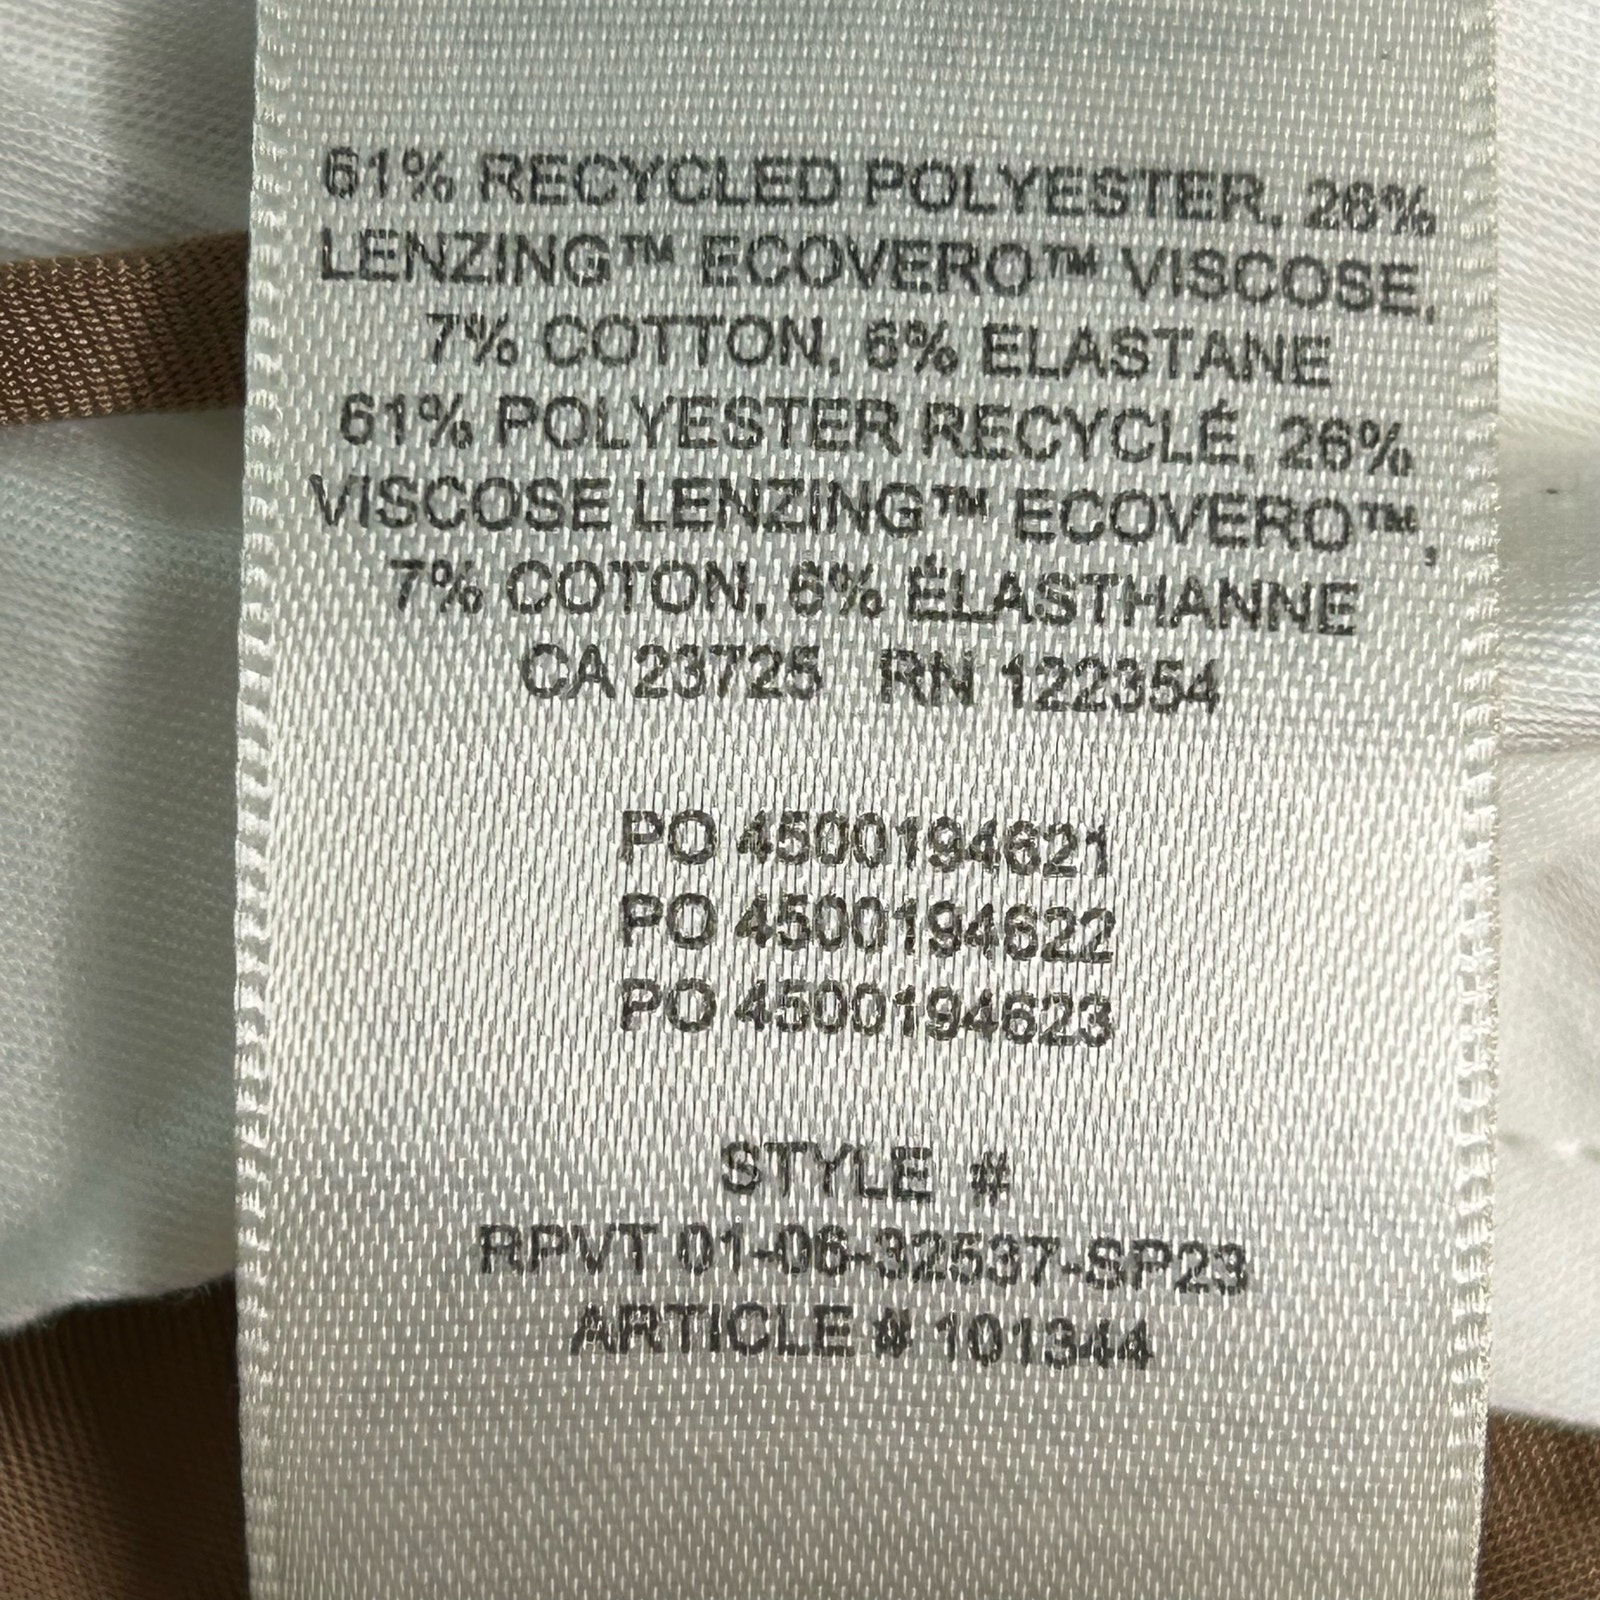 61% RECYCLED POLYESTER, 26%
LENZING™ ECOVERO™ VISCOSE,
7% COTTON, 6% ELASTANE
61% POLYESTER RECYCLÉ, 26%
VISCOSE LENZING™ ECOVERO™,
7% COTON, 6% ÉLASTHANNE
CA 23725 RN 122354
PO 4500194621
PO 4500194622
PO 4500194623
STYLE #
RPVT 01-06-32537-SP23
ARTICLE # 101344